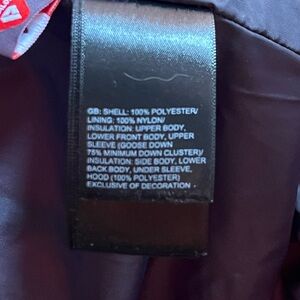 GB: SHELL: 100% POLYESTER/
LINING: 100% NYLON/
INSULATION: UPPER BODY,
LOWER FRONT BODY, UPPER
SLEEVE (GOOSE DOWN
75% MINIMUM DOWN CLUSTER)/
INSULATION: SIDE BODY, LOWER
BACK BODY, UNDER SLEEVE,
HOOD (100% POLYESTER)
EXCLUSIVE OF DECORATION